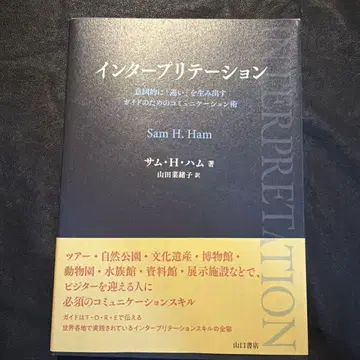 インタープリテーション
意図的に「違い」を生み出す
ガイドのためのコミュニケーション術
Sam H. Ham
サム・H・ハム 著
山田菜緒子 訳
INTERPRETATION
ツアー・自然公園・文化遺産・博物館・
動物園・水族館・資料館・展示施設などで、
ビジターを迎える人に
必須のコミュニケーションスキル
ガイドはT・O・R・Eで伝える
世界各地で実践されているインタープリテーションスキルの全容
山口書店